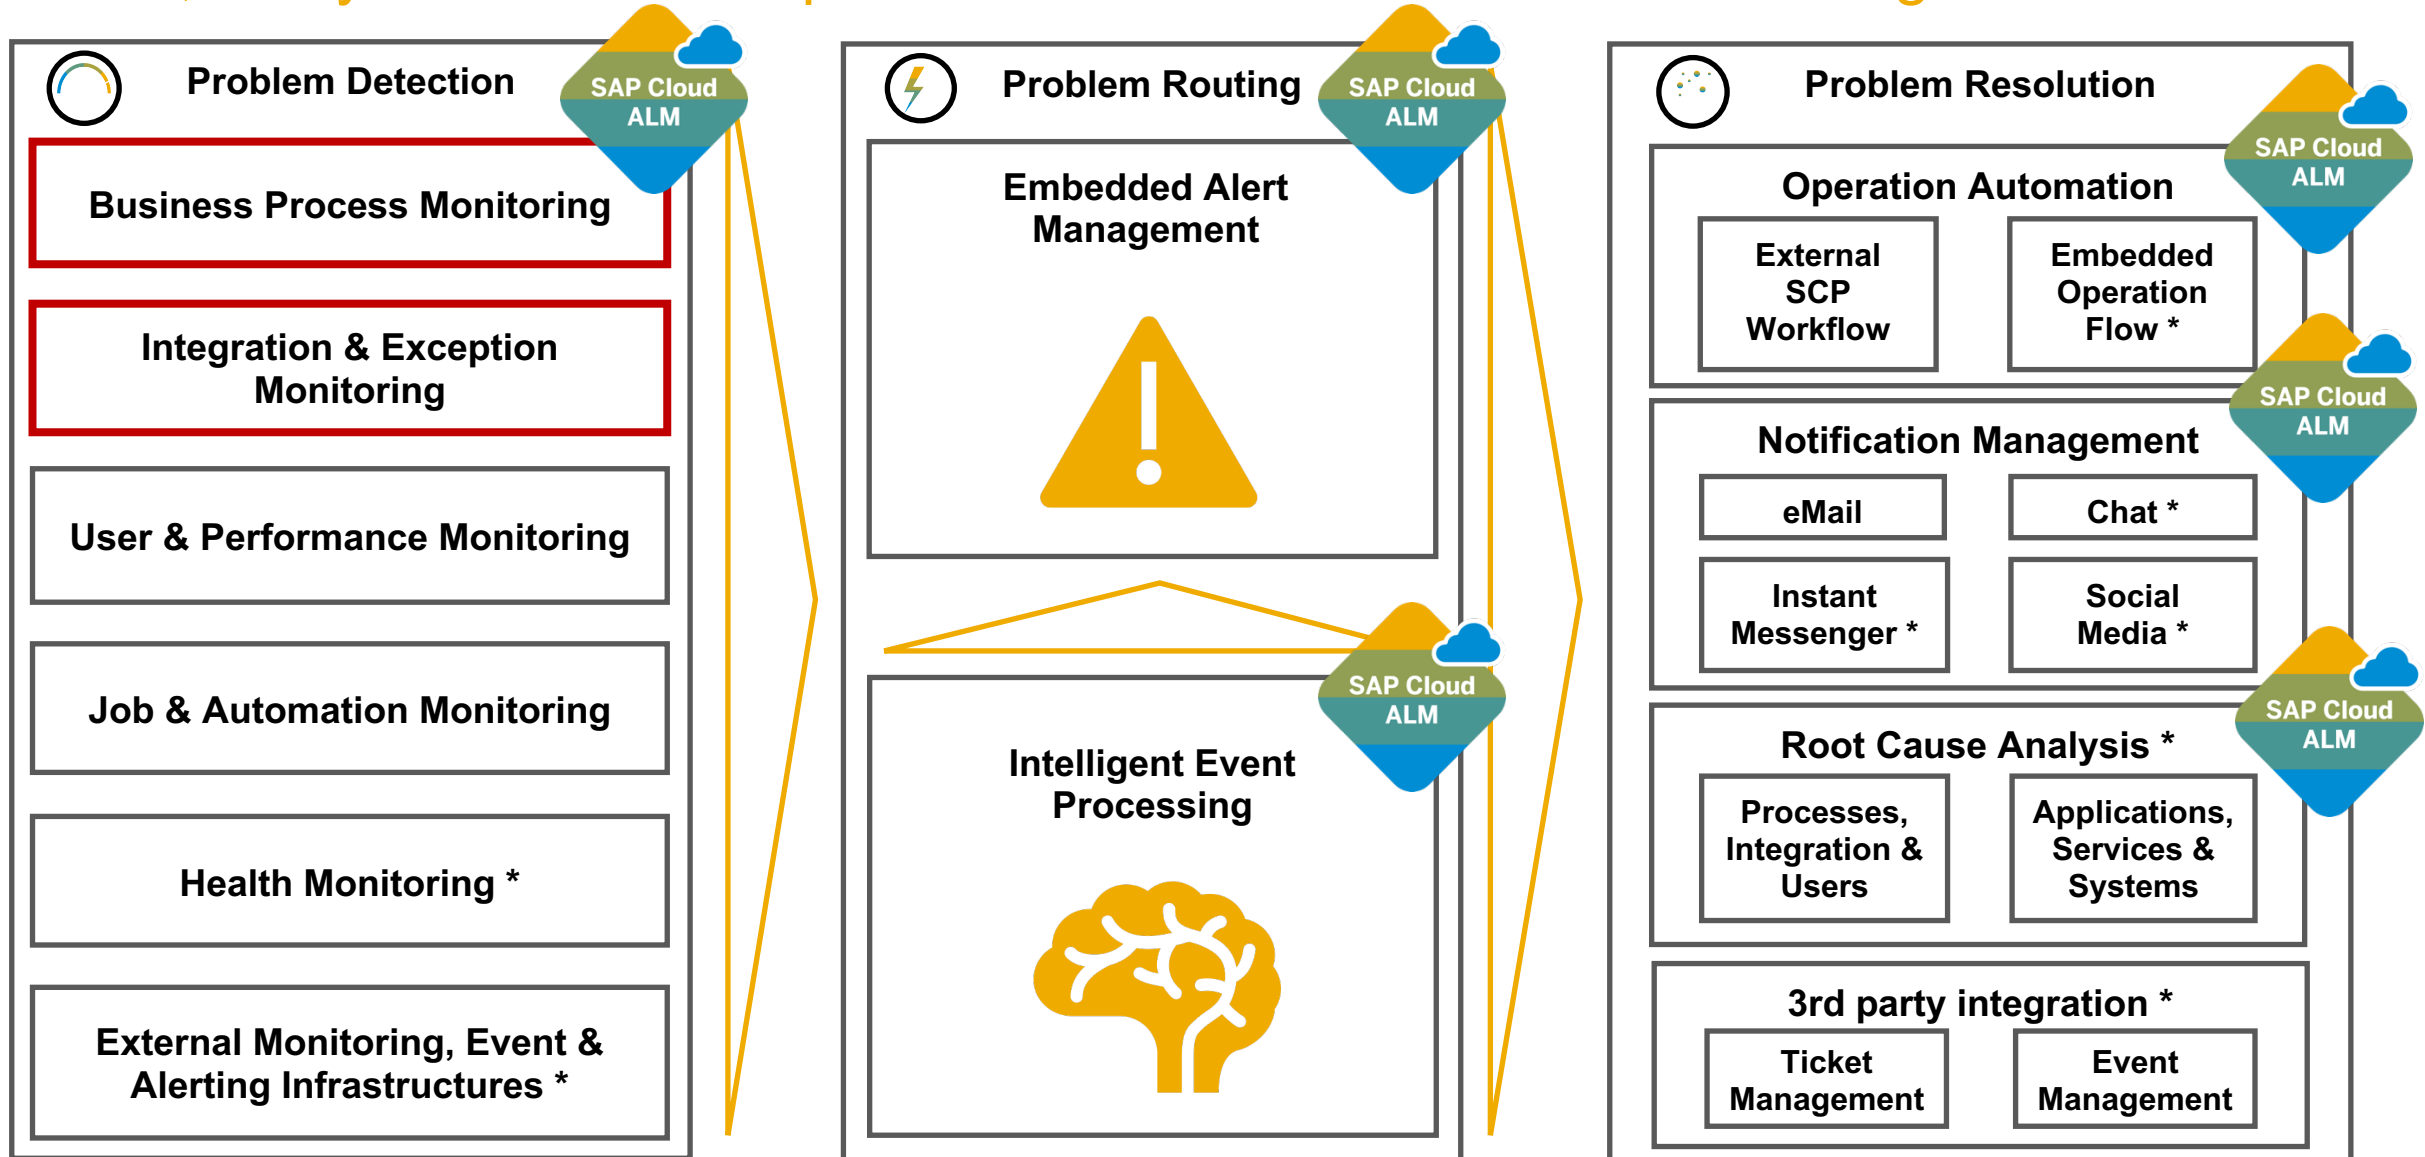 Problem Detection
SAP Cloud
ALM
Business Process Monitoring
Integration & Exception
Monitoring
User & Performance Monitoring
Job & Automation Monitoring
Health Monitoring *
External Monitoring, Event &
Alerting Infrastructures *
Problem Routing
SAP Cloud
ALM
Embedded Alert
Management
SAP Cloud
ALM
Intelligent Event
Processing
Problem Resolution
SAP Cloud
ALM
Operation Automation
External
SCP
Workflow
Embedded
Operation
Flow *
SAP Cloud
ALM
Notification Management
eMail
Chat *
Instant
Messenger *
Social
Media *
SAP Cloud
ALM
Root Cause Analysis *
Processes,
Integration &
Users
Applications,
Services &
Systems
3rd party integration *
Ticket
Management
Event
Management